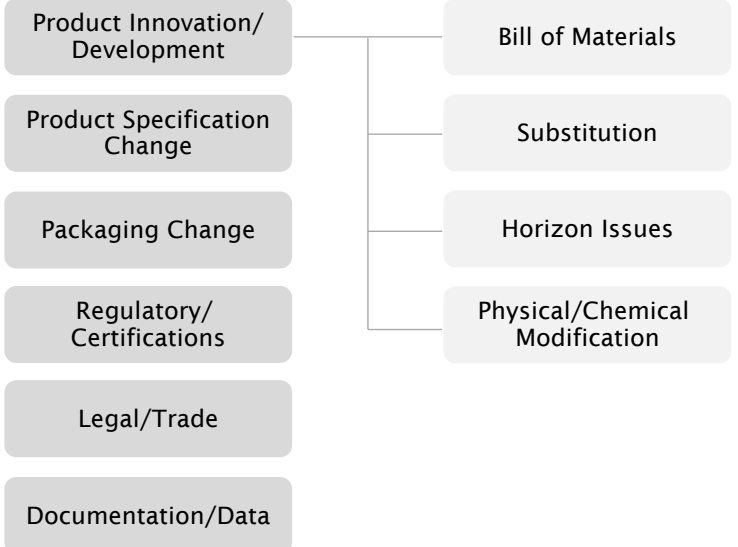 Product Innovation/
Development
Product Specification
Change
Packaging Change
Regulatory/
Certifications
Legal/Trade
Documentation/Data
Bill of Materials
Substitution
Horizon Issues
Physical/Chemical
Modification